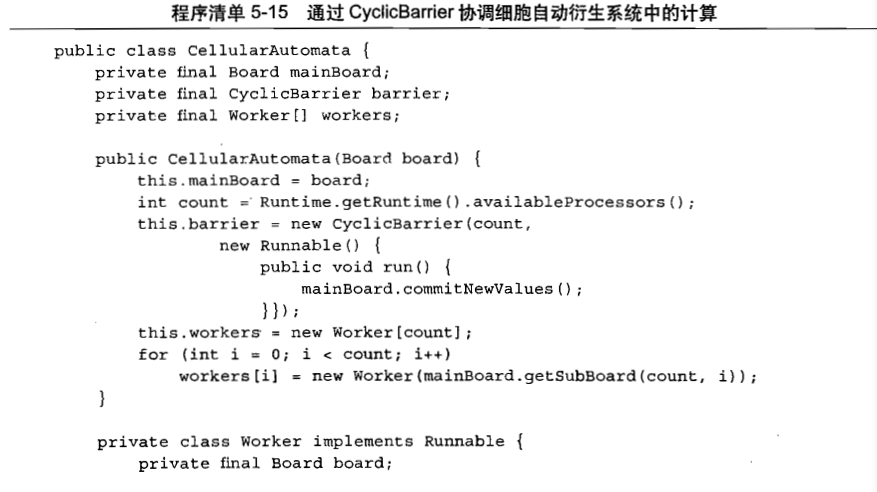 程序清单 5-15 通过 CyclicBarrier 协调细胞自动衍生系统中的计算
public class CellularAutomata {
    private final Board mainBoard;
    private final CyclicBarrier barrier;
    private final Worker[] workers;

    public CellularAutomata(Board board) {
        this.mainBoard = board;
        int count = Runtime.getRuntime().availableProcessors();
        this.barrier = new CyclicBarrier(count,
                new Runnable() {
                    public void run() {
                        mainBoard.commitNewValues();
                    }});
        this.workers = new Worker[count];
        for (int i = 0; i < count; i++)
            workers[i] = new Worker(mainBoard.getSubBoard(count, i));
    }

    private class Worker implements Runnable {
        private final Board board;